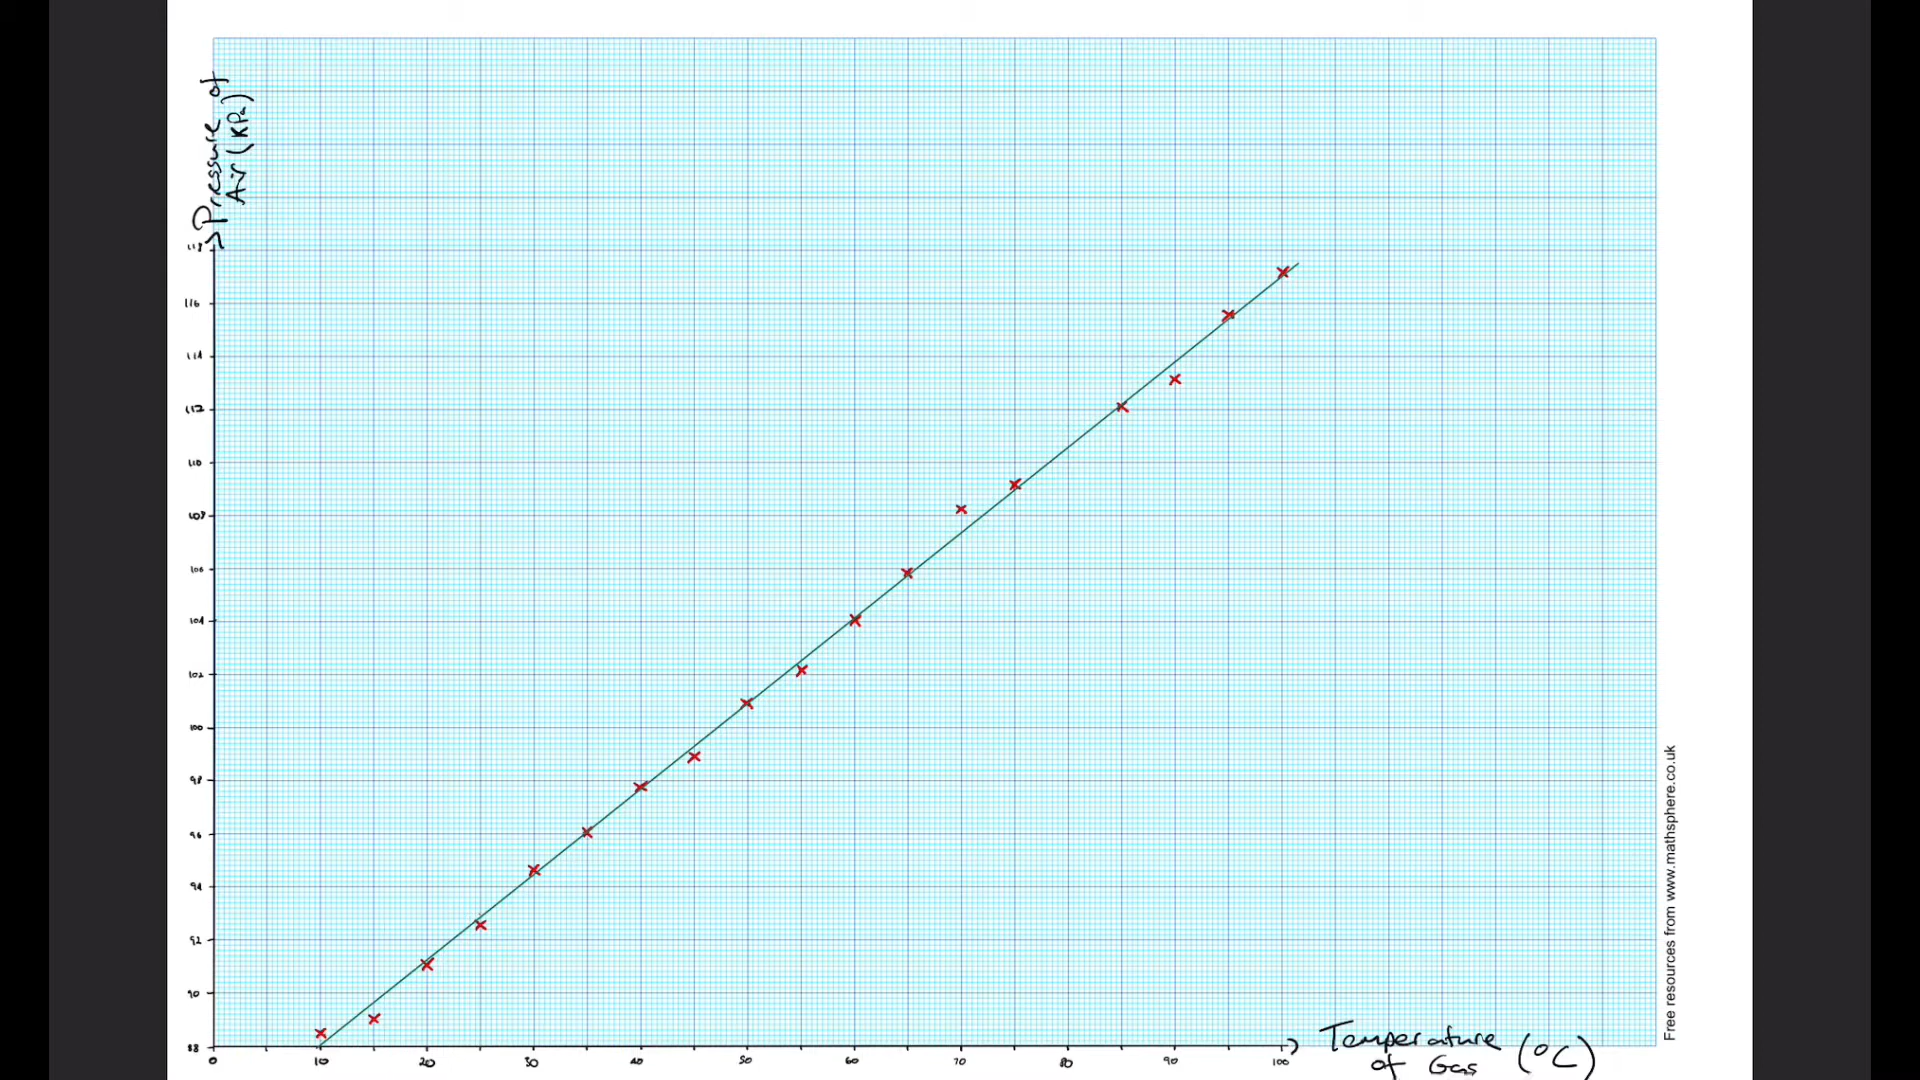 Pressure of
Air (KPa)
118
116
114
112
110
108
106
104
102
100
98
96
94
92
90
88
0 10 20 30 40 50 60 70 80 90 100
Temperature
of Gas (°C)
Free resources from www.mathsphere.co.uk